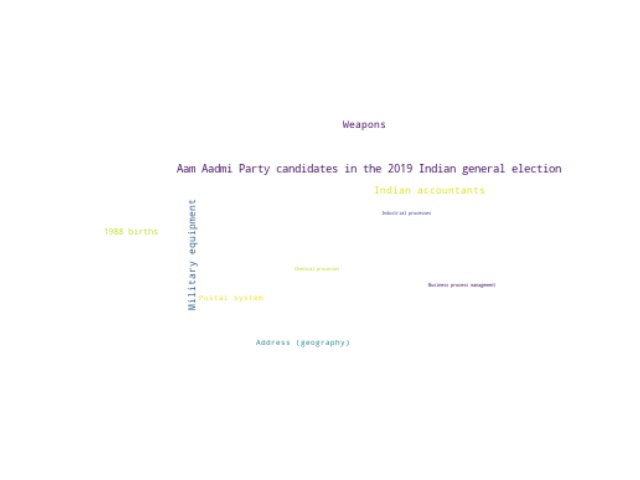 Weapons
Aam Aadmi Party candidates in the 2019 Indian general election
Indian accountants
Military equipment
Industrial processes
1988 births
Chemical processes
Business process management
Postal system
Address (geography)